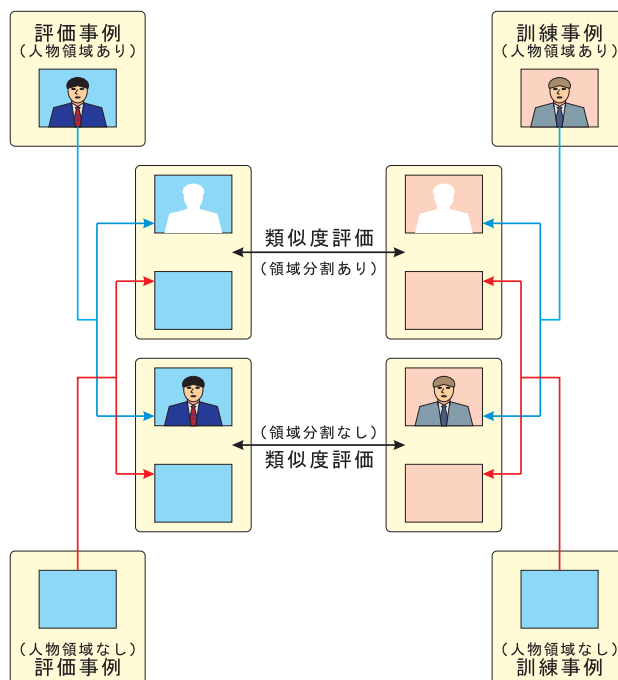 評価事例
（人物領域あり）
訓練事例
（人物領域あり）
類似度評価
（領域分割あり）
（領域分割なし）
類似度評価
（人物領域なし）
評価事例
（人物領域なし）
訓練事例